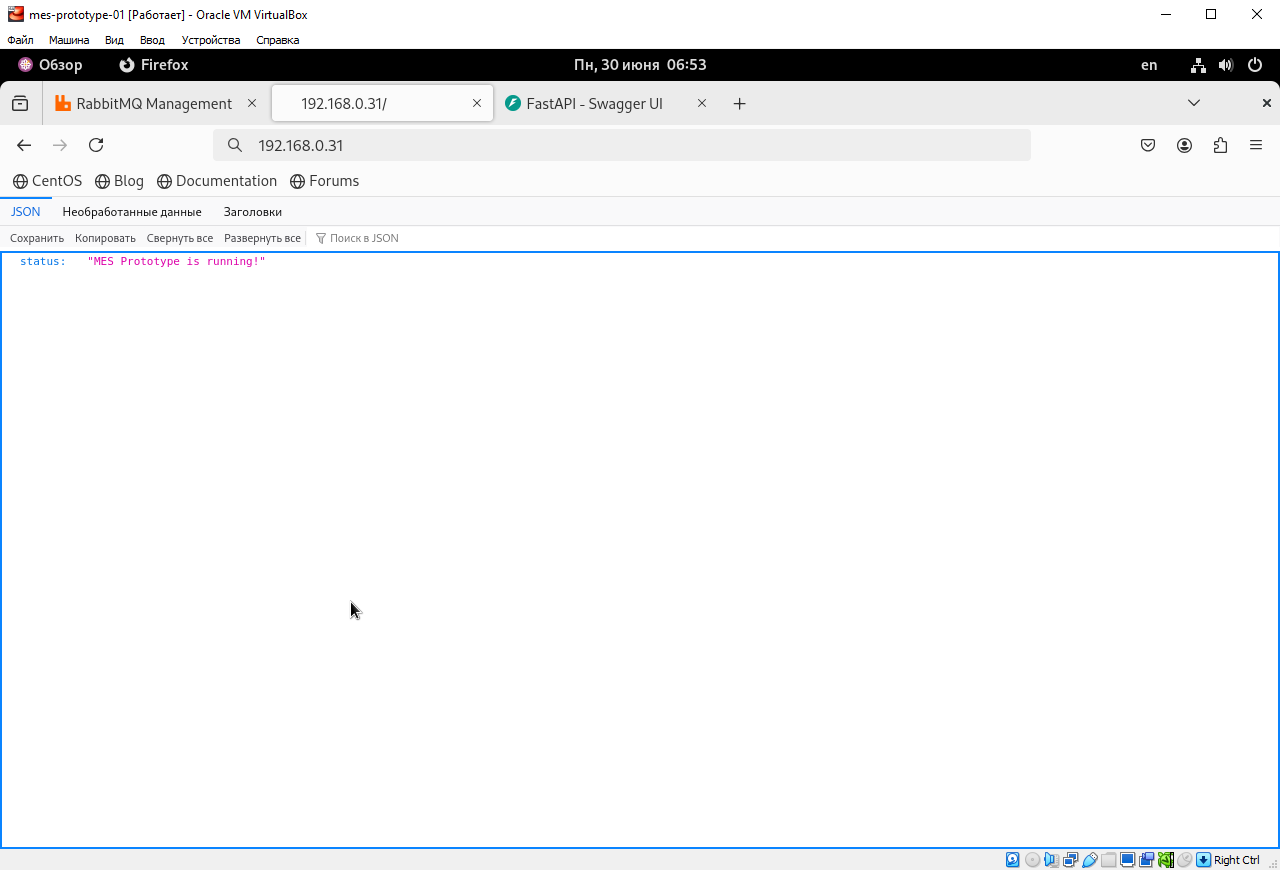 mes-prototype-01 [Работает] - Oracle VM VirtualBox
Файл Машина Вид Ввод Устройства Справка
Обзор Firefox Пн, 30 июня 06:53 en
RabbitMQ Management 192.168.0.31/ FastAPI - Swagger UI
192.168.0.31
CentOS Blog Documentation Forums
JSON Необработанные данные Заголовки
Сохранить Копировать Свернуть все Развернуть все Поиск в JSON
status: "MES Prototype is running!"
Right Ctrl